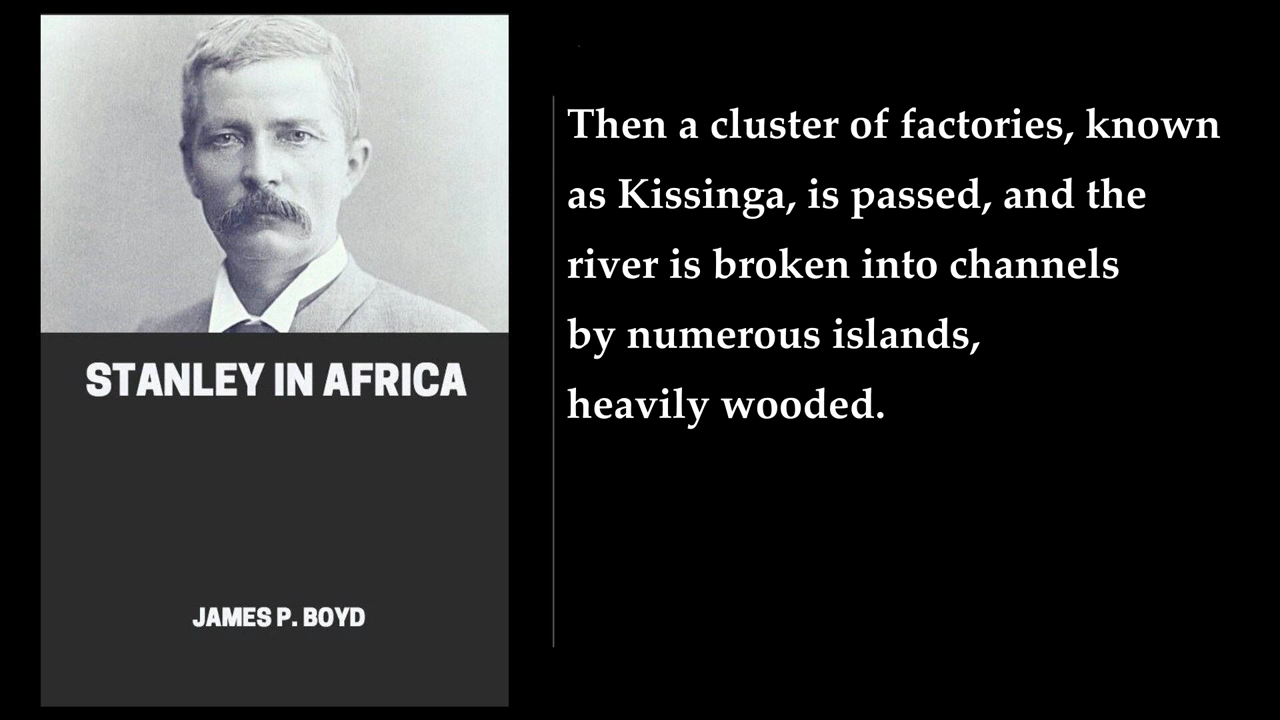 STANLEY IN AFRICA
JAMES P. BOYD
Then a cluster of factories, known
as Kissinga, is passed, and the
river is broken into channels
by numerous islands,
heavily wooded.